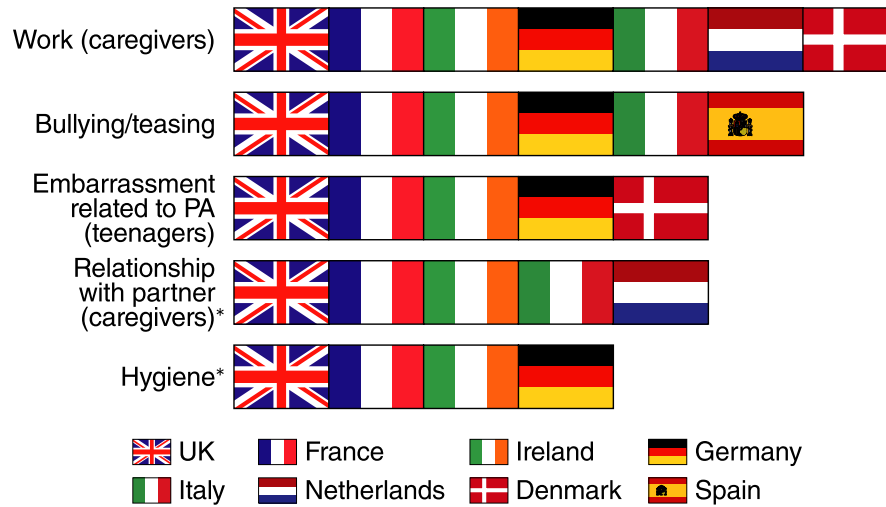 Work (caregivers)
Bullying/teasing
Embarrassment
related to PA
(teenagers)
Relationship
with partner
(caregivers)*
Hygiene*
UK France Ireland Germany
Italy Netherlands Denmark Spain